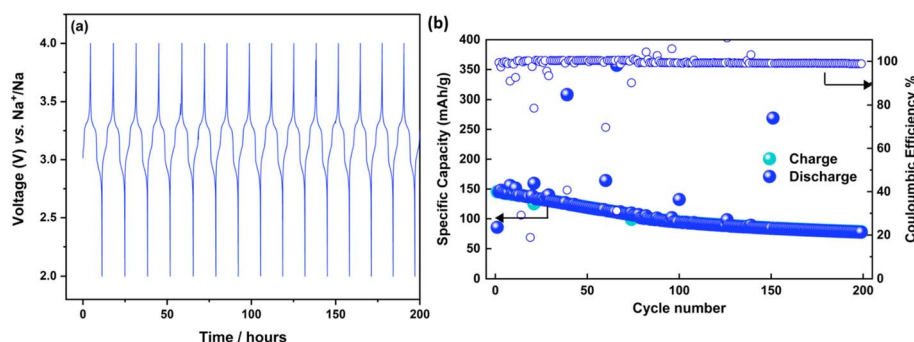 (a)
Voltage (V) vs. Na⁺/Na
4.0
3.5
3.0
2.5
2.0
0 50 100 150 200
Time / hours
(b)
Specific Capacity (mAh/g)
400
350
300
250
200
150
100
50
0
Charge
Discharge
100
80
60
40
20
0
Couloumbic Efficiency %
0 50 100 150 200
Cycle number